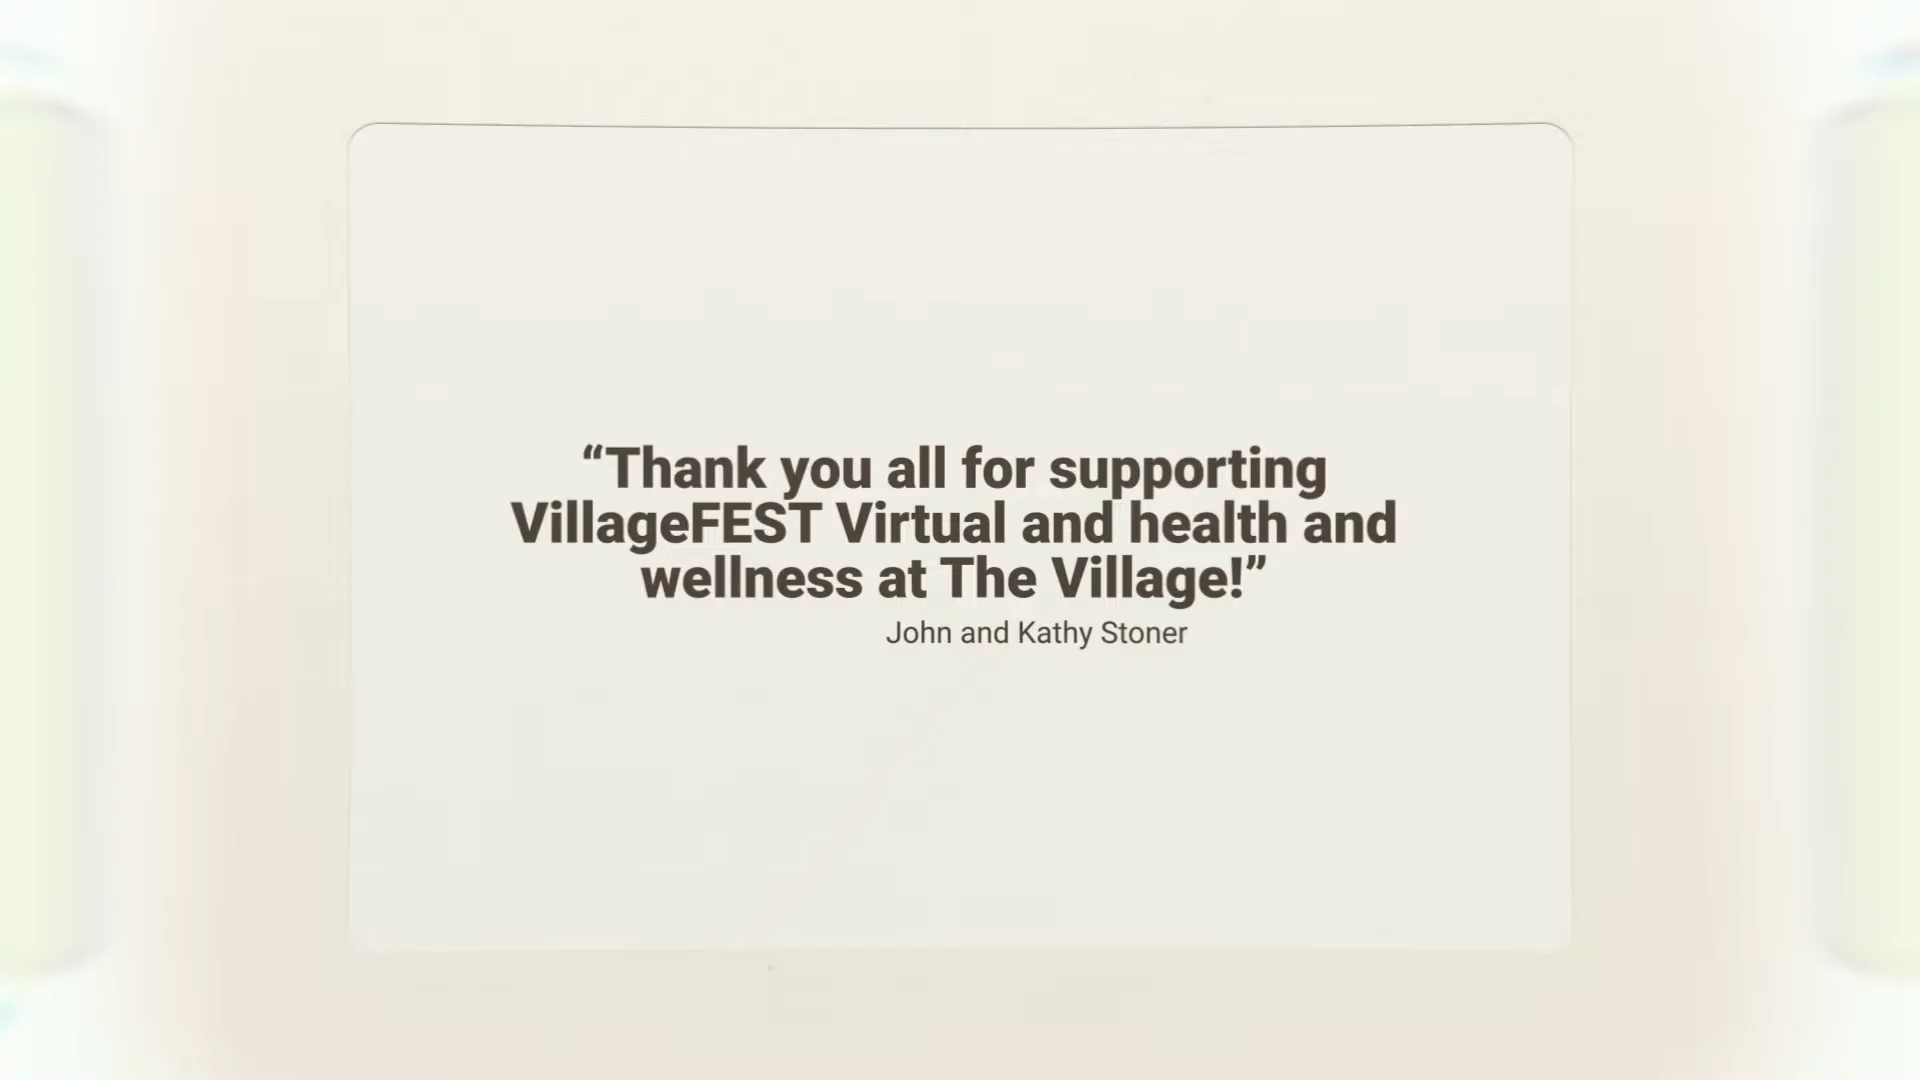 “Thank you all for supporting
VillageFEST Virtual and health and
wellness at The Village!”
John and Kathy Stoner